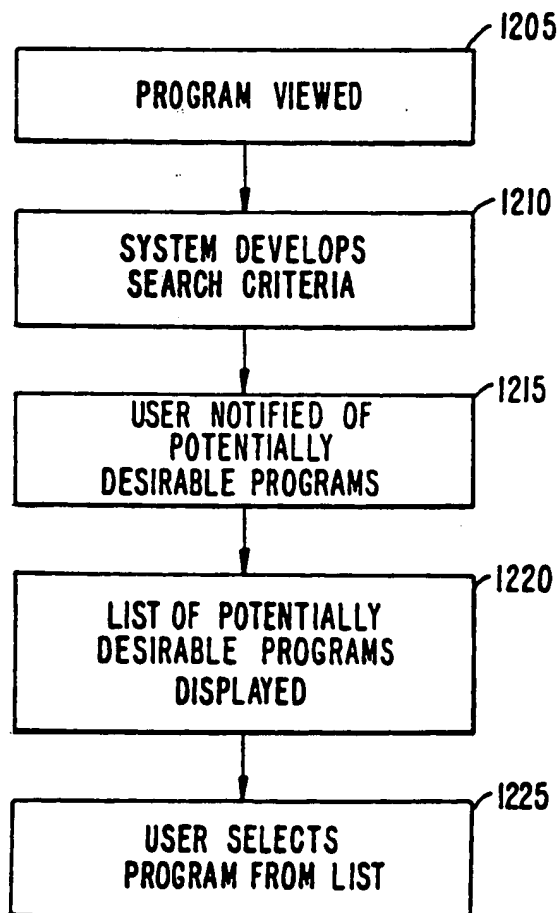 1205
PROGRAM VIEWED
1210
SYSTEM DEVELOPS
SEARCH CRITERIA
1215
USER NOTIFIED OF
POTENTIALLY
DESIRABLE PROGRAMS
1220
LIST OF POTENTIALLY
DESIRABLE PROGRAMS
DISPLAYED
1225
USER SELECTS
PROGRAM FROM LIST